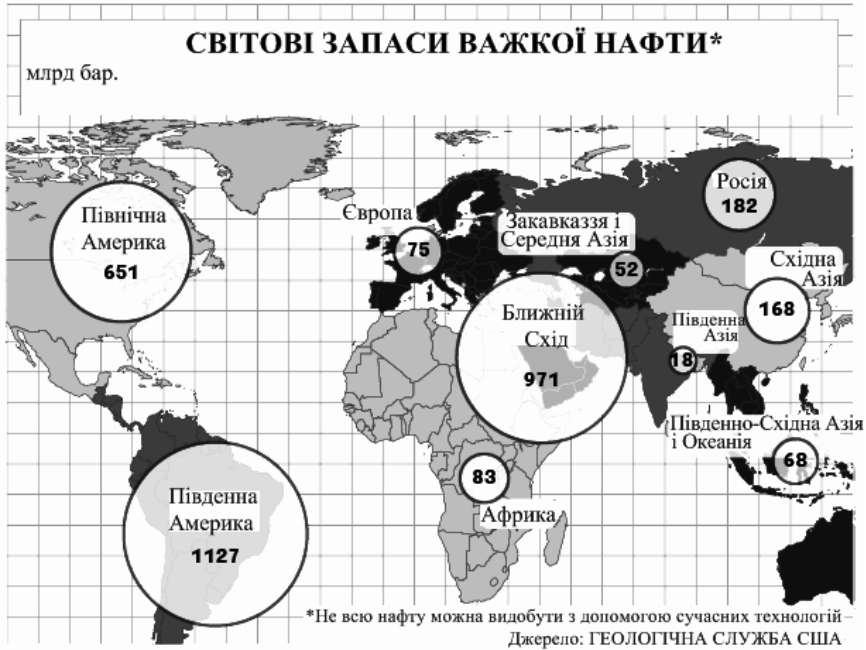 СВІТОВІ ЗАПАСИ ВАЖКОЇ НАФТИ*
млрд бар.
Північна
Америка
651
Європа
75
Закавказзя і
Середня Азія
52
Росія
182
Східна
Азія
168
Ближній
Схід
971
Південна
Азія
18
Південно-Східна Азія
і Океанія
68
83
Африка
Південна
Америка
1127
*Не всю нафту можна видобути з допомогою сучасних технологій
Джерело: ГЕОЛОГІЧНА СЛУЖБА США